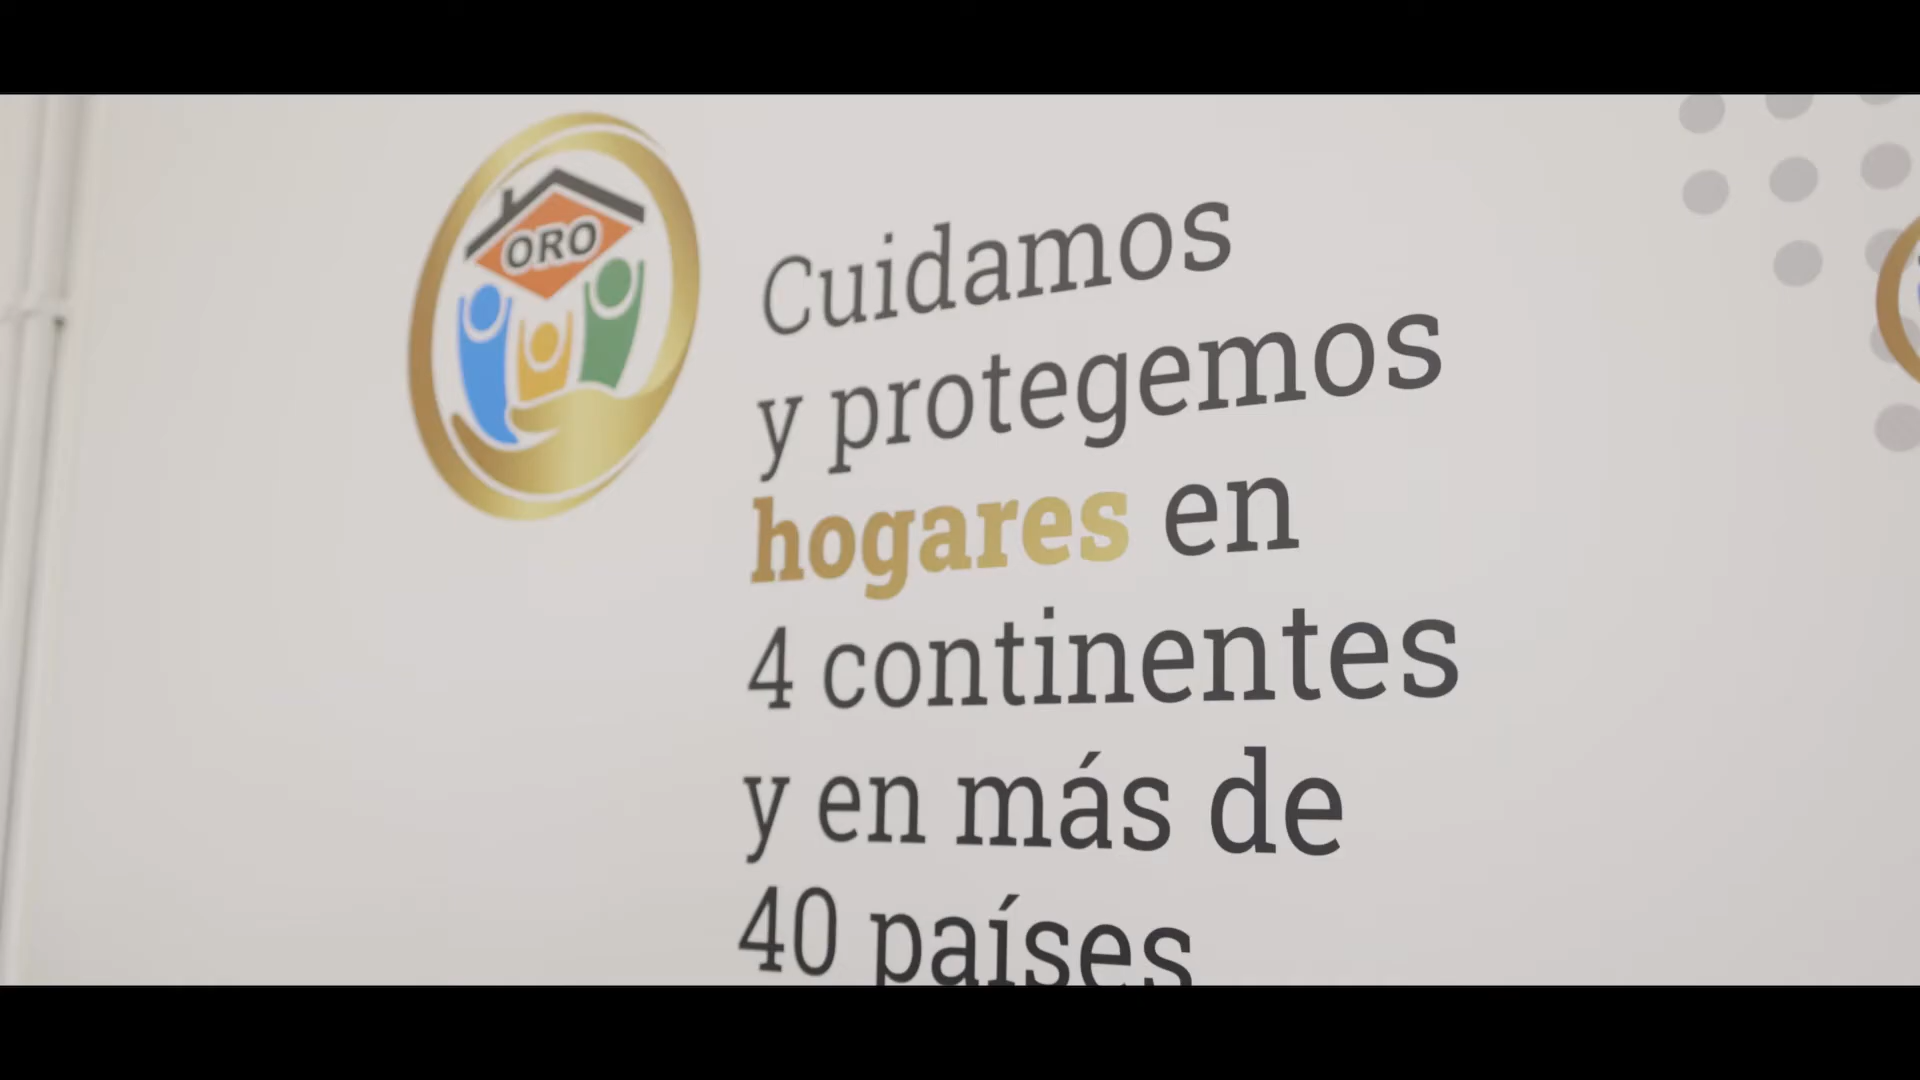 ORO
Cuidamos
y protegemos
hogares en
4 continentes
y en más de
40 países